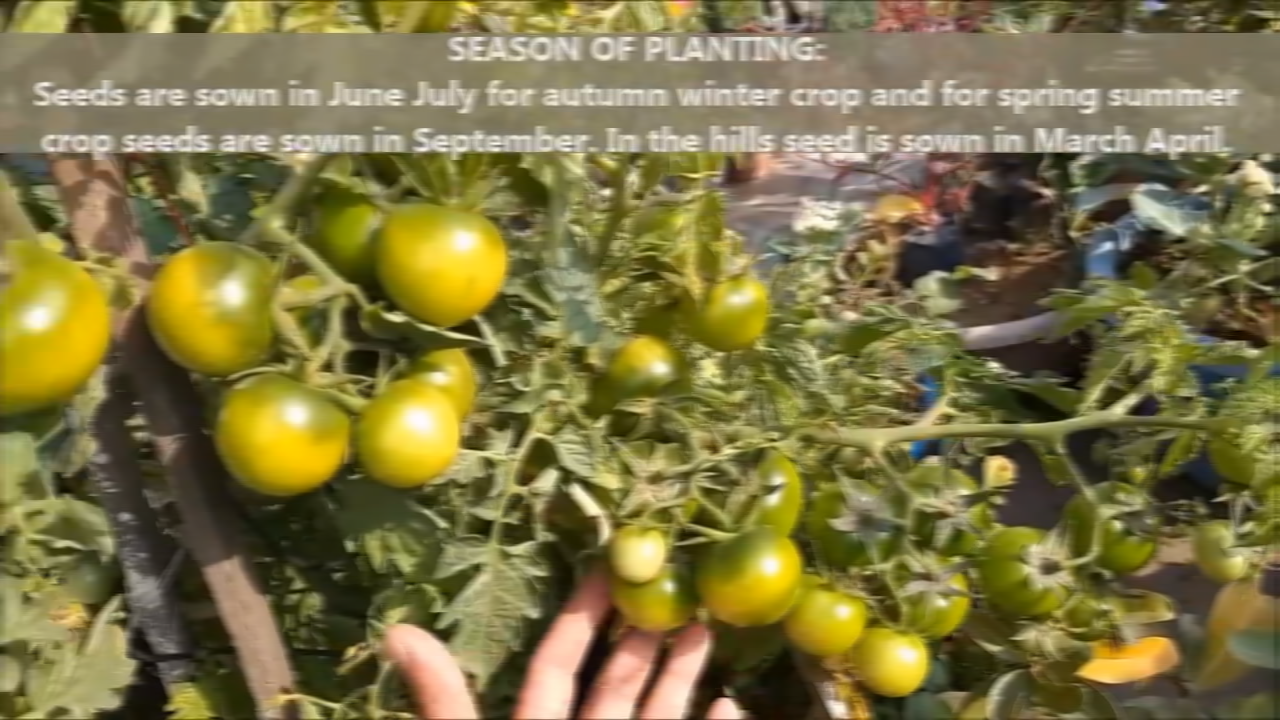 SEASON OF PLANTING:
Seeds are sown in June July for autumn winter crop and for spring summer
crop seeds are sown in September. In the hills seed is sown in March April.